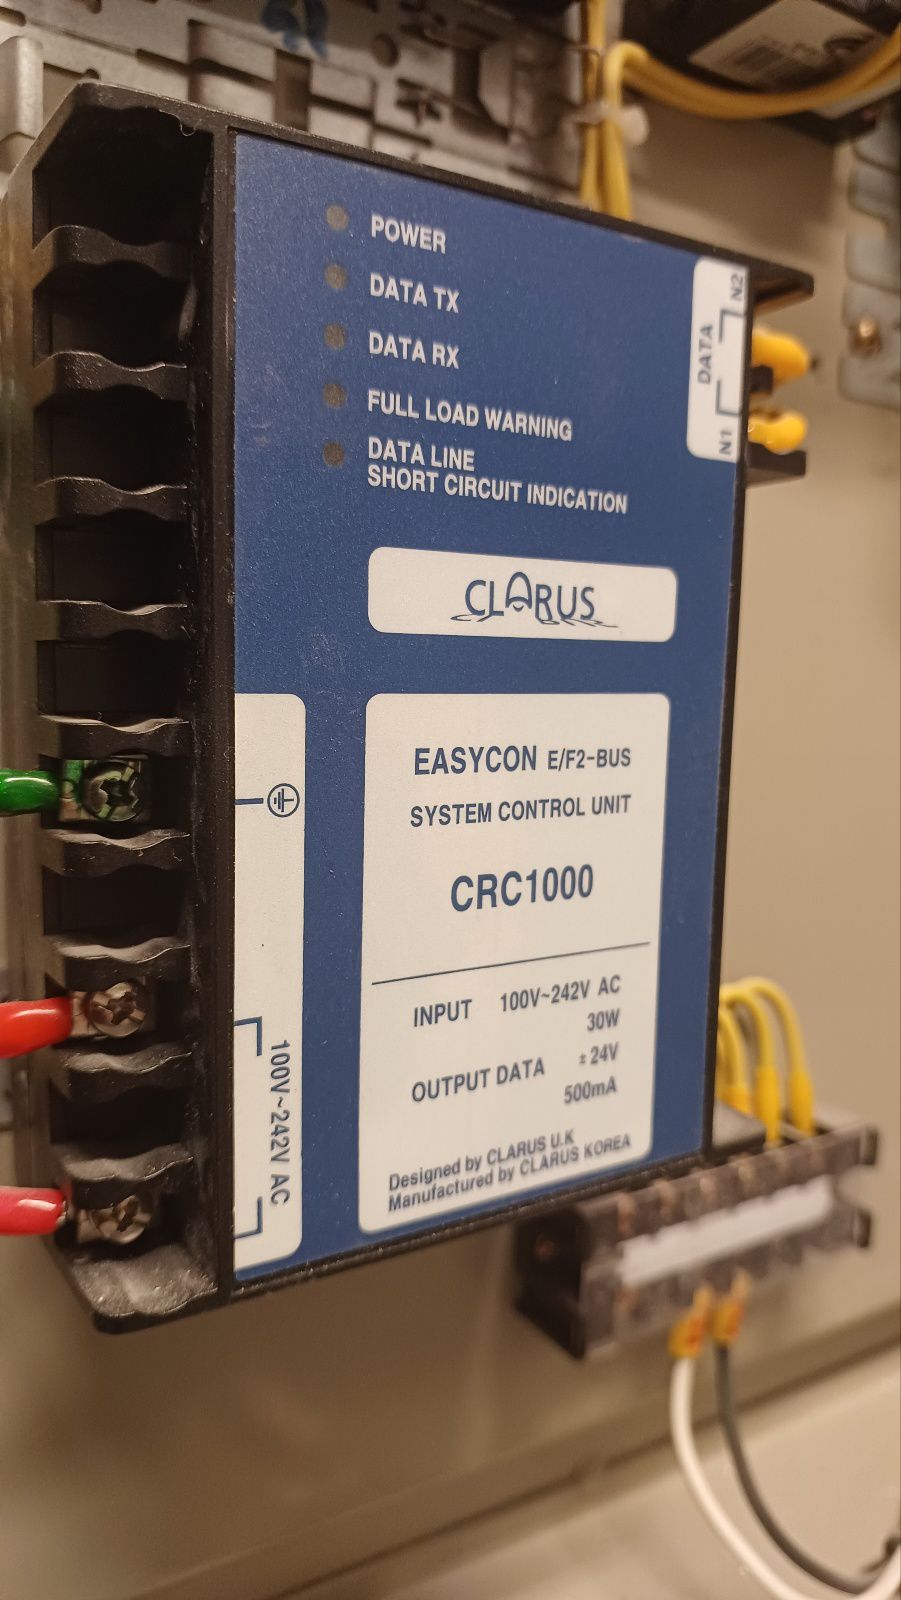 POWER
DATA TX
DATA RX
FULL LOAD WARNING
DATA LINE
SHORT CIRCUIT INDICATION
N1 DATA N2
CLARUS
EASYCON E/F2-BUS
SYSTEM CONTROL UNIT
CRC1000
INPUT 100V~242V AC
30W
OUTPUT DATA ±24V
500mA
Designed by CLARUS U.K
Manufactured by CLARUS KOREA
100V~242V AC